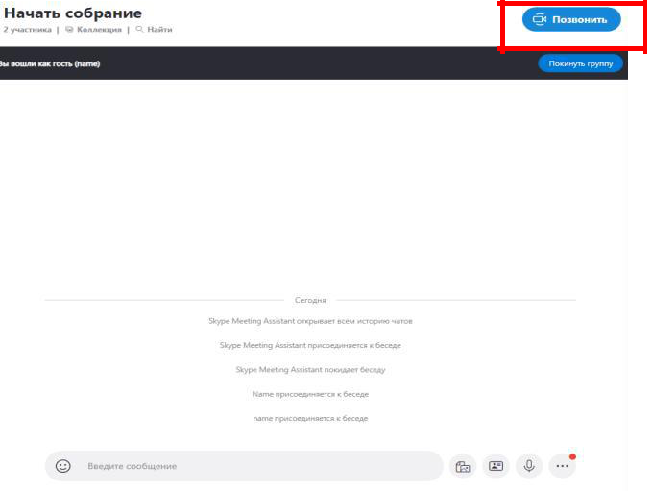 Начать собрание
Позвонить
2 участника | Коллекция | Найти
Вы вошли как гость (name)
Покинуть группу
Сегодня
Skype Meeting Assistant открывает всем историю чатов
Skype Meeting Assistant присоединяется к беседе
Skype Meeting Assistant покидает беседу
Name присоединяется к беседе
name присоединяется к беседе
Введите сообщение